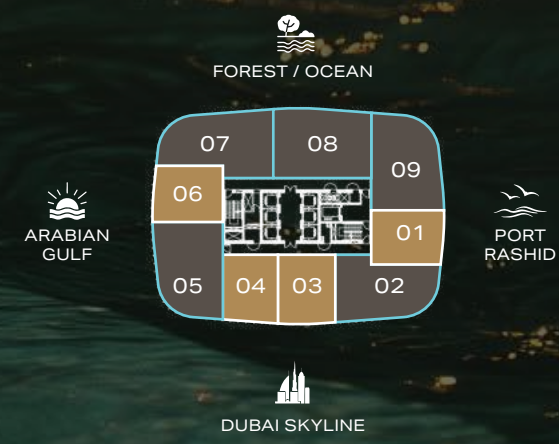 FOREST / OCEAN
07
08
09
06
01
ARABIAN
GULF
PORT
RASHID
05
04
03
02
DUBAI SKYLINE